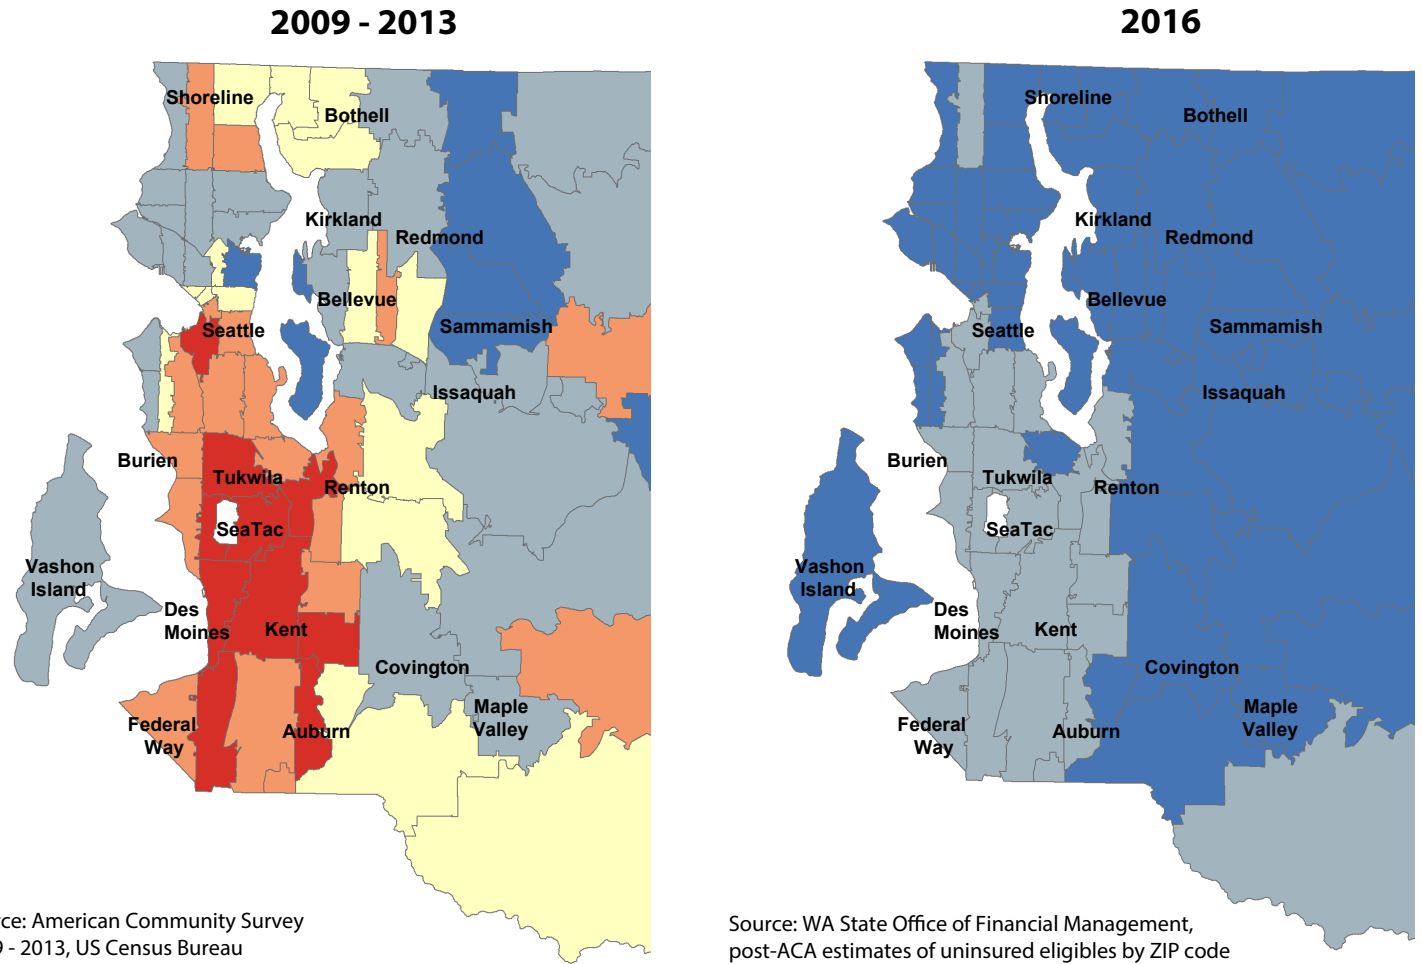 2009 - 2013
Shoreline
Bothell
Kirkland
Redmond
Bellevue
Seattle
Sammamish
Issaquah
Burien
Tukwila
Renton
SeaTac
Vashon
Island
Des
Moines
Kent
Covington
Federal
Way
Auburn
Maple
Valley
rce: American Community Survey
9 - 2013, US Census Bureau
2016
Shoreline
Bothell
Kirkland
Redmond
Bellevue
Seattle
Sammamish
Issaquah
Burien
Tukwila
Renton
SeaTac
Vashon
Island
Des
Moines
Kent
Covington
Federal
Way
Auburn
Maple
Valley
Source: WA State Office of Financial Management,
post-ACA estimates of uninsured eligibles by ZIP code